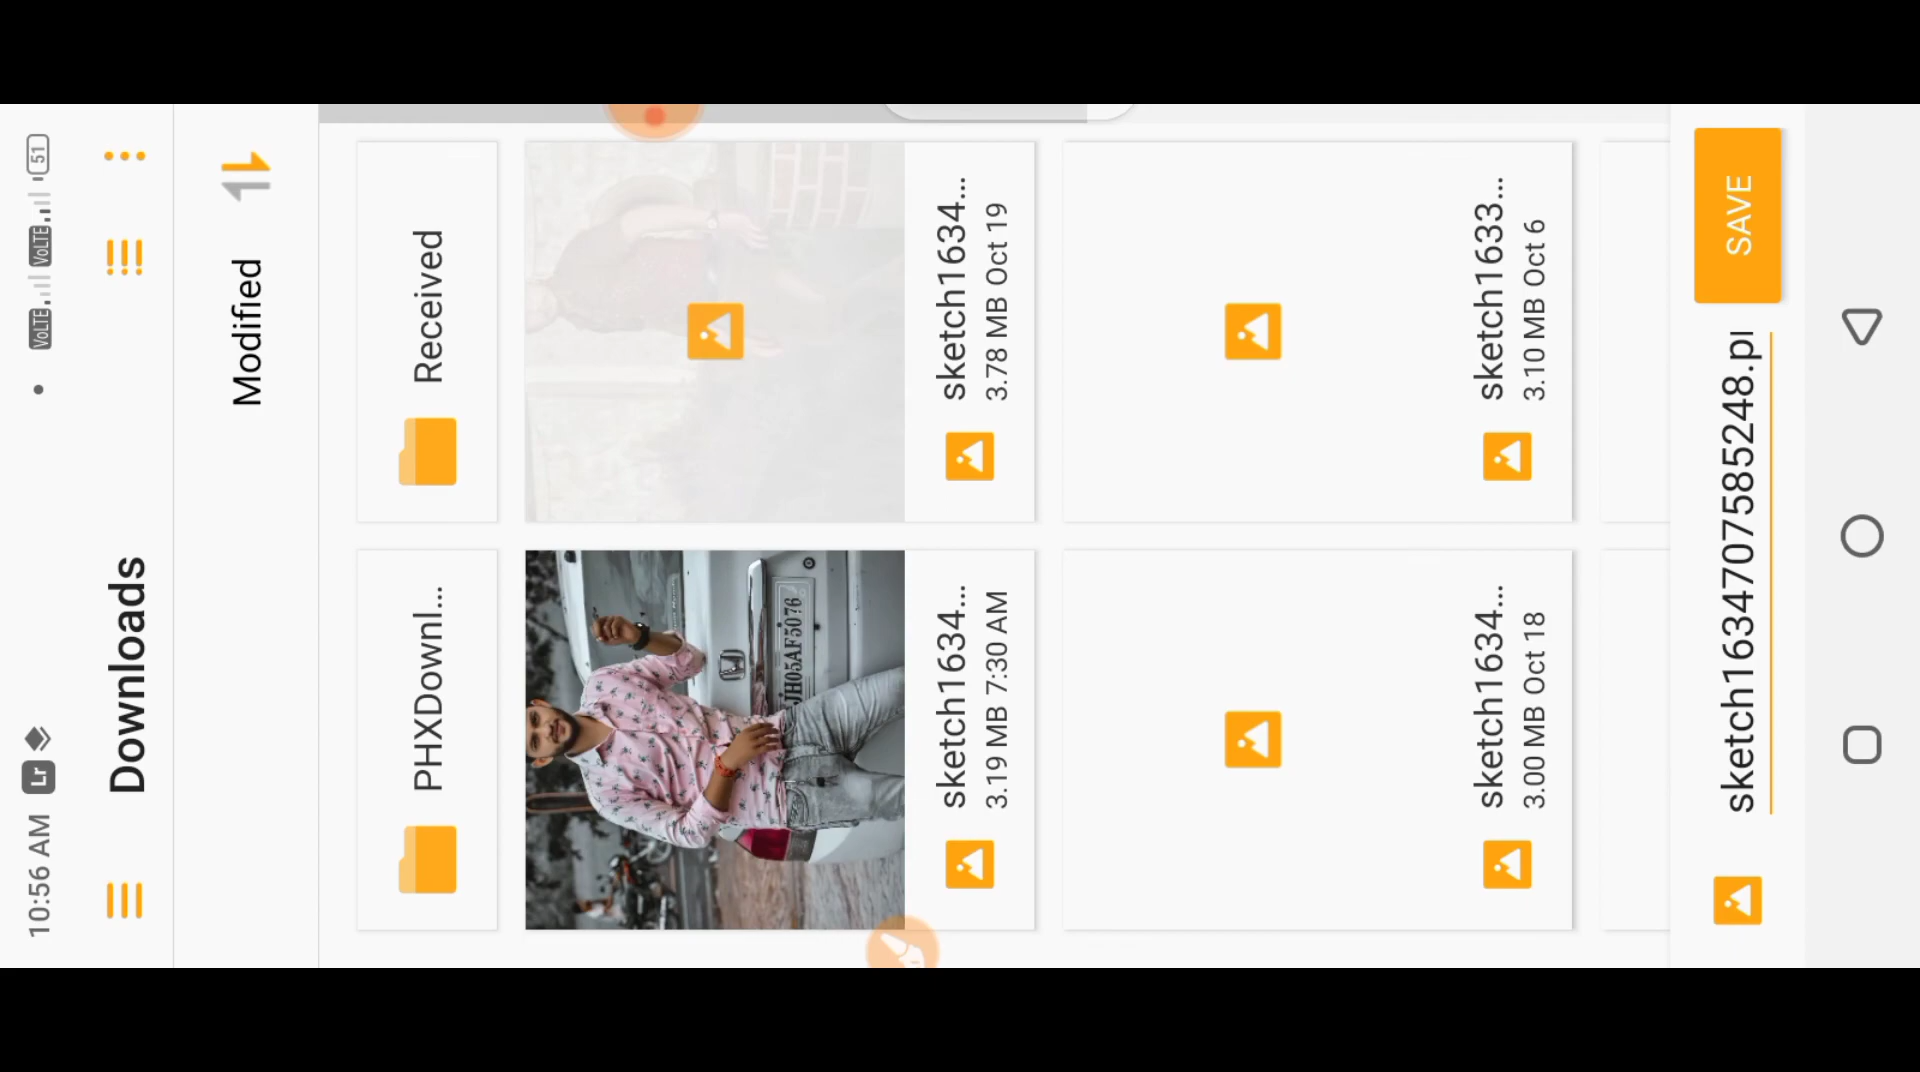 10:56 AM Lr VoLTE VoLTE 51
Downloads
Modified
PHXDownl... Received
JH05AF5076
sketch1634... sketch1634...
3.19 MB 7:30 AM 3.78 MB Oct 19
sketch1634... sketch1633...
3.00 MB Oct 18 3.10 MB Oct 6
sketch1634707585248.pl SAVE